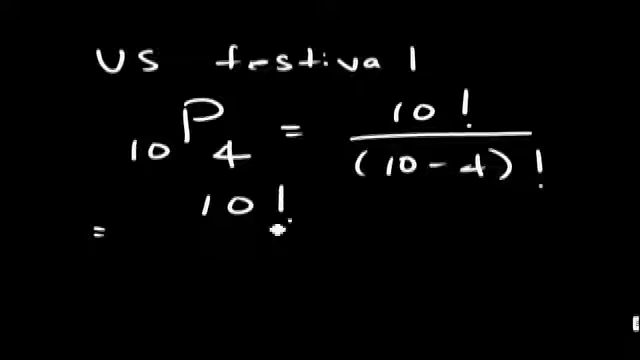 US festival
₁₀P₄ = 10! / (10 - 4)!
= 10!